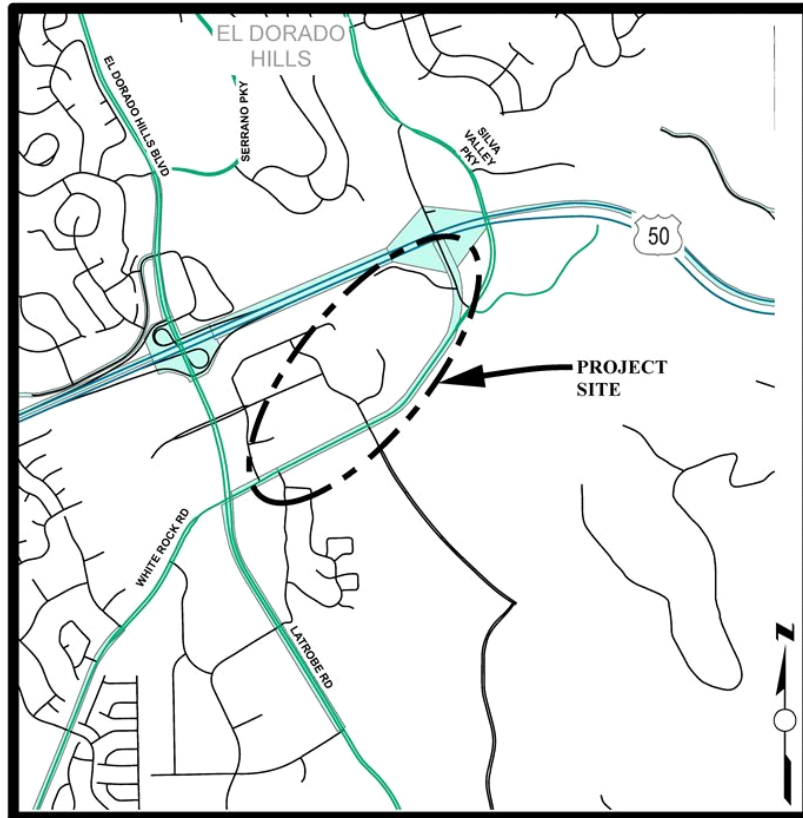 EL DORADO
HILLS
EL DORADO HILLS BLVD
SERRANO PKY
SILVA
VALLEY
PKY
50
PROJECT
SITE
WHITE ROCK RD
LATROBE RD
N